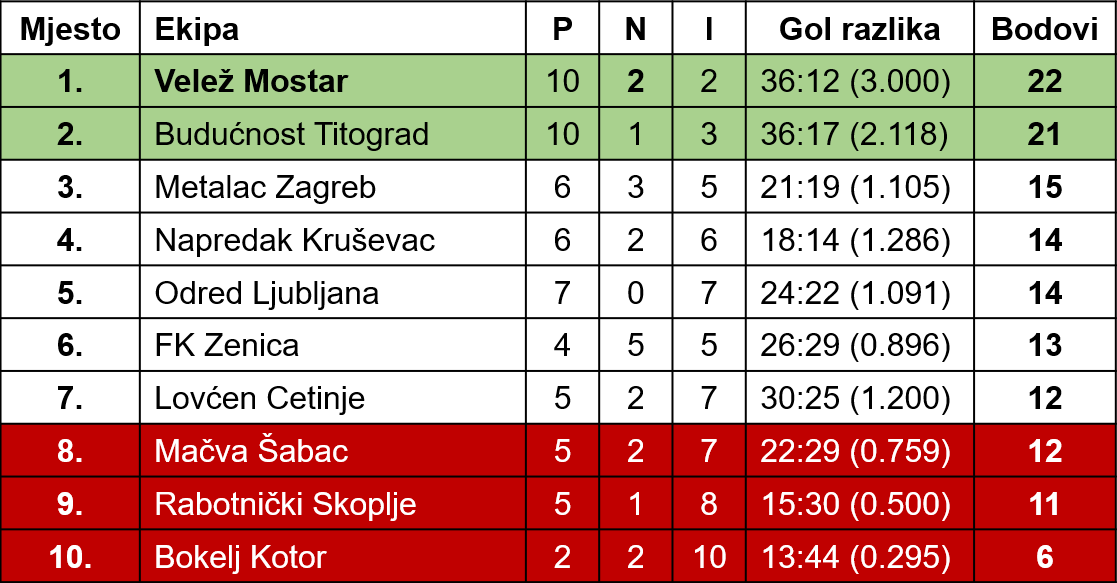 Mjesto Ekipa P N I Gol razlika Bodovi
1. Velež Mostar 10 2 2 36:12 (3.000) 22
2. Budućnost Titograd 10 1 3 36:17 (2.118) 21
3. Metalac Zagreb 6 3 5 21:19 (1.105) 15
4. Napredak Kruševac 6 2 6 18:14 (1.286) 14
5. Odred Ljubljana 7 0 7 24:22 (1.091) 14
6. FK Zenica 4 5 5 26:29 (0.896) 13
7. Lovćen Cetinje 5 2 7 30:25 (1.200) 12
8. Mačva Šabac 5 2 7 22:29 (0.759) 12
9. Rabotnički Skoplje 5 1 8 15:30 (0.500) 11
10. Bokelj Kotor 2 2 10 13:44 (0.295) 6